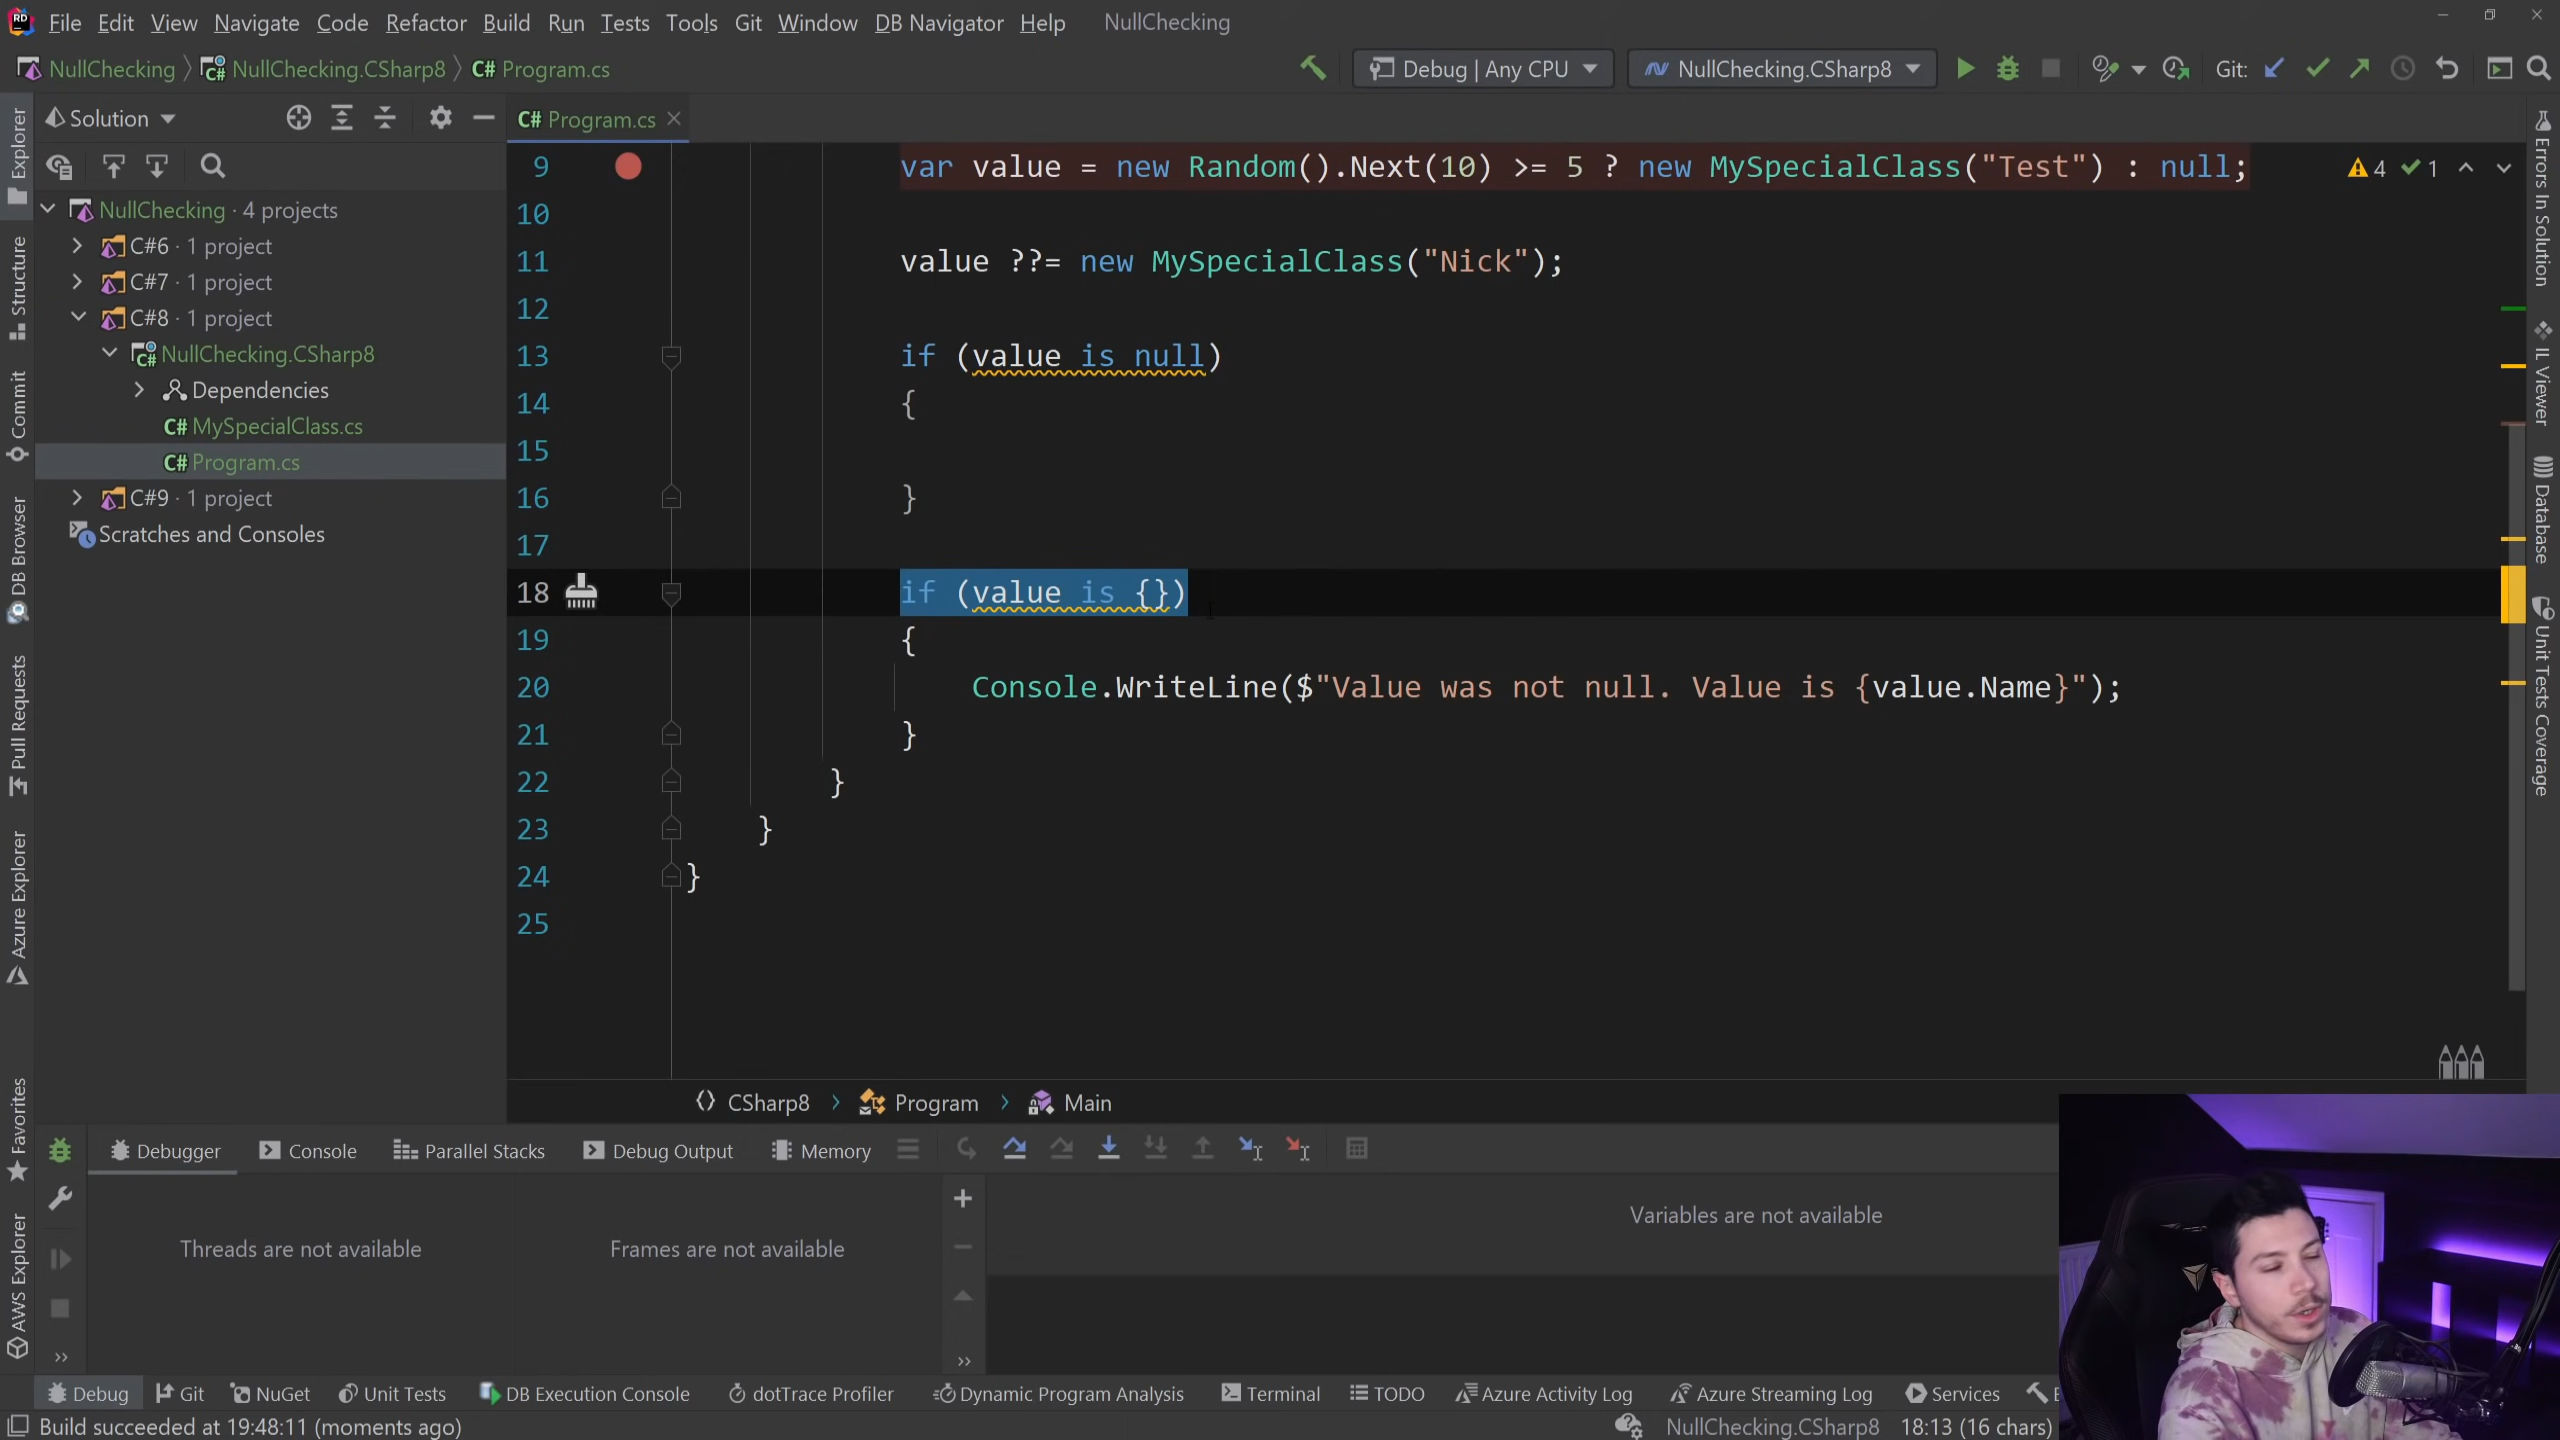 File Edit View Navigate Code Refactor Build Run Tests Tools Git Window DB Navigator Help NullChecking
NullChecking NullChecking.CSharp8 C# Program.cs Debug | Any CPU NullChecking.CSharp8 Git:
Solution
C# Program.cs
NullChecking · 4 projects
C#6 · 1 project
C#7 · 1 project
C#8 · 1 project
NullChecking.CSharp8
Dependencies
C# MySpecialClass.cs
C# Program.cs
C#9 · 1 project
Scratches and Consoles
Explorer
Structure
Commit
DB Browser
Pull Requests
Azure Explorer
Favorites
AWS Explorer
9 var value = new Random().Next(10) >= 5 ? new MySpecialClass("Test") : null; 4 1
10
11 value ??= new MySpecialClass("Nick");
12
13 if (value is null)
14 {
15
16 }
17
18 if (value is {})
19 {
20 Console.WriteLine($"Value was not null. Value is {value.Name}");
21 }
22 }
23 }
24 }
25
Errors In Solution
IL Viewer
Database
Unit Tests Coverage
CSharp8 Program Main
Debugger Console Parallel Stacks Debug Output Memory
Threads are not available
Frames are not available
Variables are not available
Debug Git NuGet Unit Tests DB Execution Console dotTrace Profiler Dynamic Program Analysis Terminal TODO Azure Activity Log Azure Streaming Log Services
Build succeeded at 19:48:11 (moments ago) NullChecking.CSharp8 18:13 (16 chars)